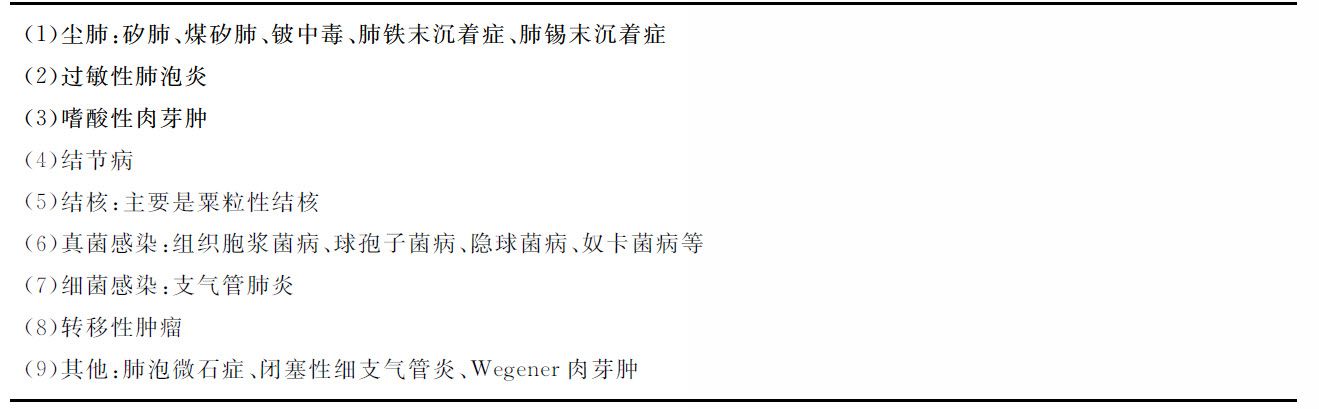 (1)尘肺:矽肺、煤矽肺、铍中毒、肺铁末沉着症、肺锡末沉着症
(2)过敏性肺泡炎
(3)嗜酸性肉芽肿
(4)结节病
(5)结核:主要是粟粒性结核
(6)真菌感染:组织胞浆菌病、球孢子菌病、隐球菌病、奴卡菌病等
(7)细菌感染:支气管肺炎
(8)转移性肿瘤
(9)其他:肺泡微石症、闭塞性细支气管炎、Wegener 肉芽肿